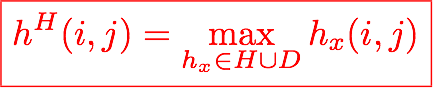 h^H(i, j) = max_{h_x ∈ H ∪ D} h_x(i, j)